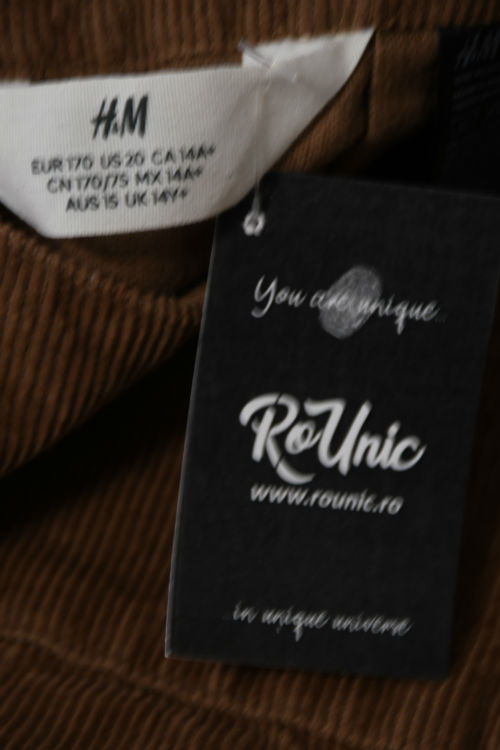 H&M
EUR 170 US 20 CA 14A+
CN 170/75 MX 14A+
AUS 15 UK 14Y+
You are unique...
RoUnic
www.rounic.ro
in unique universe